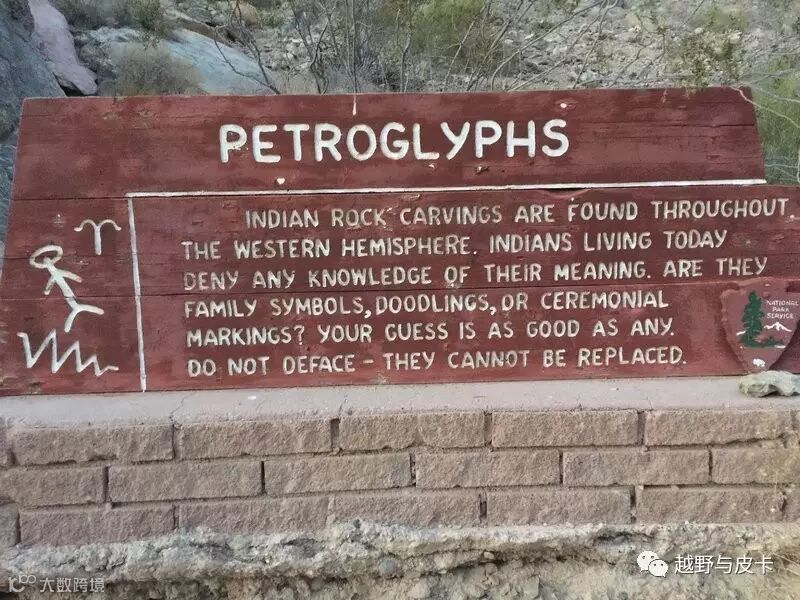 PETROGLYPHS
INDIAN ROCK CARVINGS ARE FOUND THROUGHOUT
THE WESTERN HEMISPHERE. INDIANS LIVING TODAY
DENY ANY KNOWLEDGE OF THEIR MEANING. ARE THEY
FAMILY SYMBOLS, DOODLINGS, OR CEREMONIAL
MARKINGS? YOUR GUESS IS AS GOOD AS ANY.
DO NOT DEFACE – THEY CANNOT BE REPLACED.
NATIONAL
PARK
SERVICE
越野与皮卡
10100 大数跨境